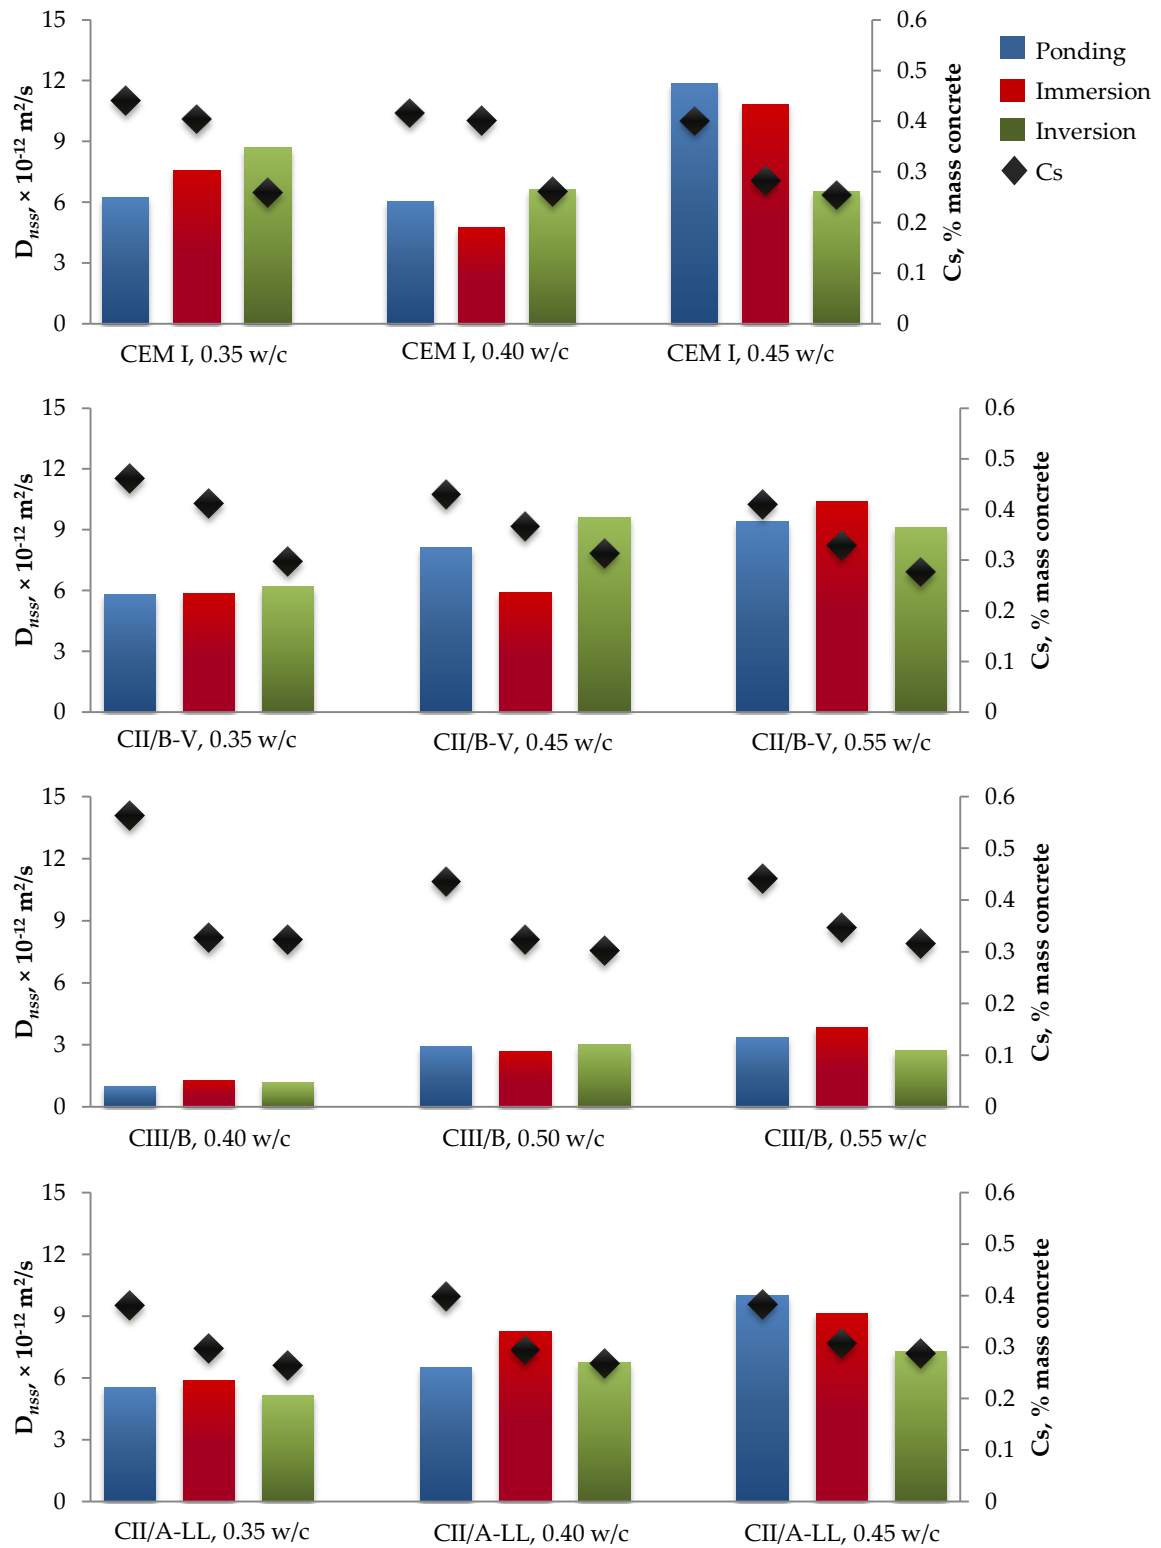 15
12
9
6
3
0
D_nss, × 10^-12 m²/s
0.6
0.5
0.4
0.3
0.2
0.1
0
Cs, % mass concrete
CEM I, 0.35 w/c
CEM I, 0.40 w/c
CEM I, 0.45 w/c
Ponding
Immersion
Inversion
Cs
15
12
9
6
3
0
D_nss, × 10^-12 m²/s
0.6
0.5
0.4
0.3
0.2
0.1
0
Cs, % mass concrete
CII/B-V, 0.35 w/c
CII/B-V, 0.45 w/c
CII/B-V, 0.55 w/c
15
12
9
6
3
0
D_nss, × 10^-12 m²/s
0.6
0.5
0.4
0.3
0.2
0.1
0
Cs, % mass concrete
CIII/B, 0.40 w/c
CIII/B, 0.50 w/c
CIII/B, 0.55 w/c
15
12
9
6
3
0
D_nss, × 10^-12 m²/s
0.6
0.5
0.4
0.3
0.2
0.1
0
Cs, % mass concrete
CII/A-LL, 0.35 w/c
CII/A-LL, 0.40 w/c
CII/A-LL, 0.45 w/c